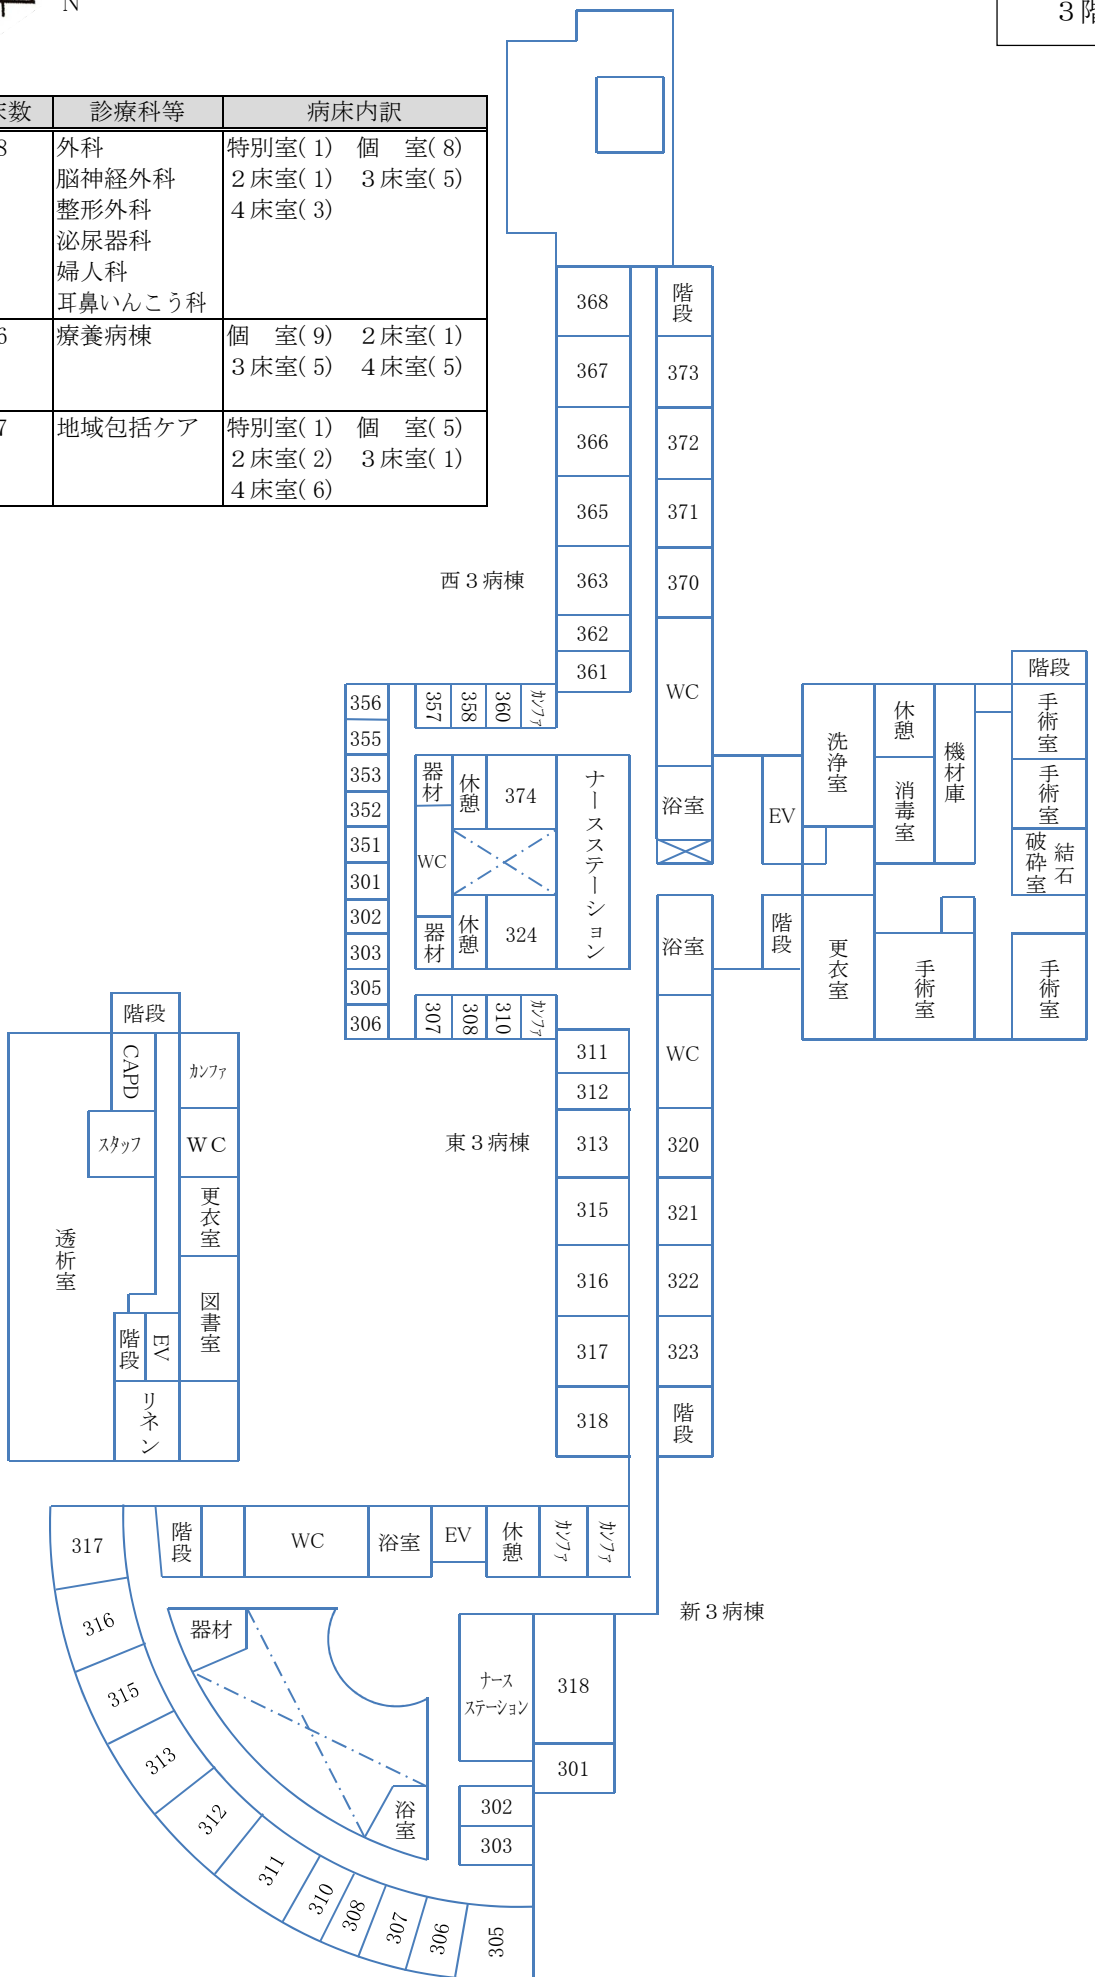 N
3階
床数 診療科等 病床内訳
8 外科 特別室(1) 個　室(8)
脳神経外科 2床室(1) 3床室(5)
整形外科 4床室(3)
泌尿器科
婦人科
耳鼻いんこう科
6 療養病棟 個　室(9) 2床室(1)
3床室(5) 4床室(5)
7 地域包括ケア 特別室(1) 個　室(5)
2床室(2) 3床室(1)
4床室(6)
368
階段
367
373
366
372
365
371
西3病棟
363
370
362
361
WC
浴室
356
355
353
352
351
301
302
303
305
306
357
358
360
カンファ
器材
休憩
374
ナースステーション
WC
器材
休憩
324
307
308
310
カンファ
EV
階段
洗浄室
休憩
消毒室
機材庫
階段
手術室
手術室
結石破砕室
更衣室
手術室
手術室
浴室
WC
311
312
東3病棟
313
320
315
321
316
322
317
323
318
階段
階段
CAPD
カンファ
スタッフ
WC
更衣室
透析室
図書室
階段
EV
リネン
317
階段
WC
浴室
EV
休憩
カンファ
カンファ
新3病棟
316
器材
315
ナース
ステーション
318
313
301
312
浴室
302
303
311
310
308
307
306
305